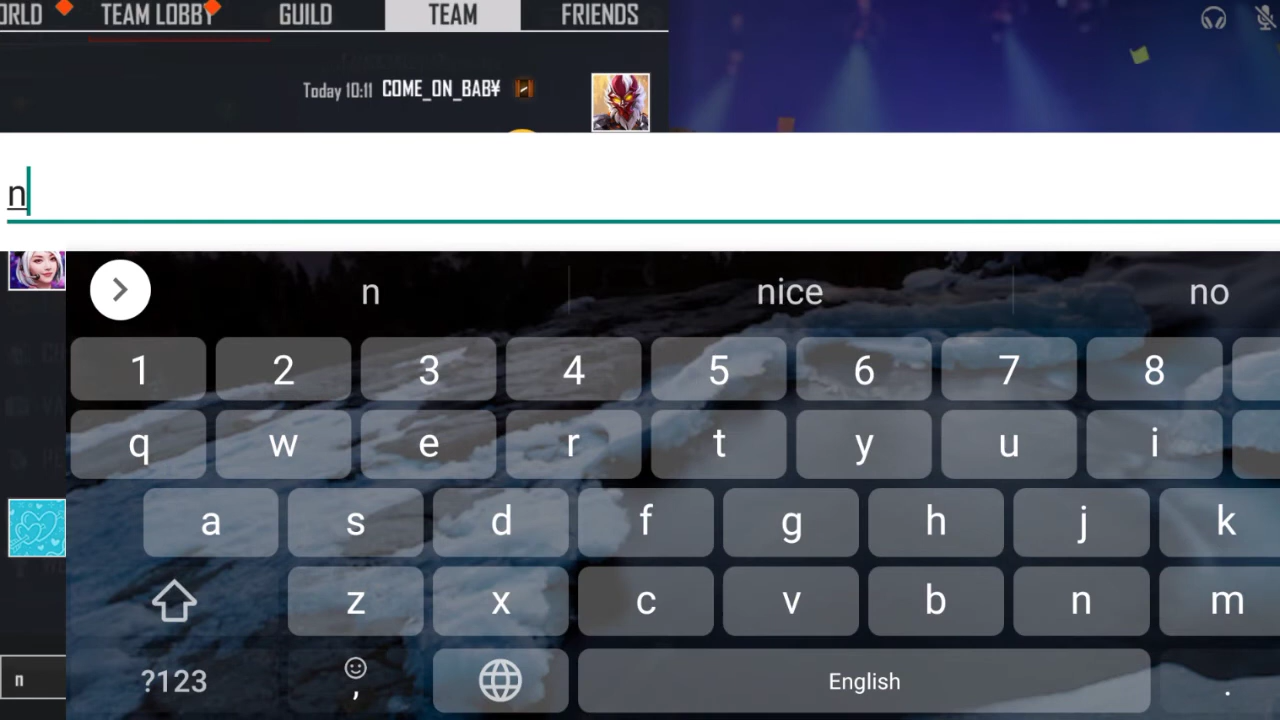 ORLD TEAM LOBBY GUILD TEAM FRIENDS
Today 10:11 COME_ON_BAB¥
n
n nice no
1 2 3 4 5 6 7 8
q w e r t y u i
a s d f g h j k
z x c v b n m
?123 , English .
n